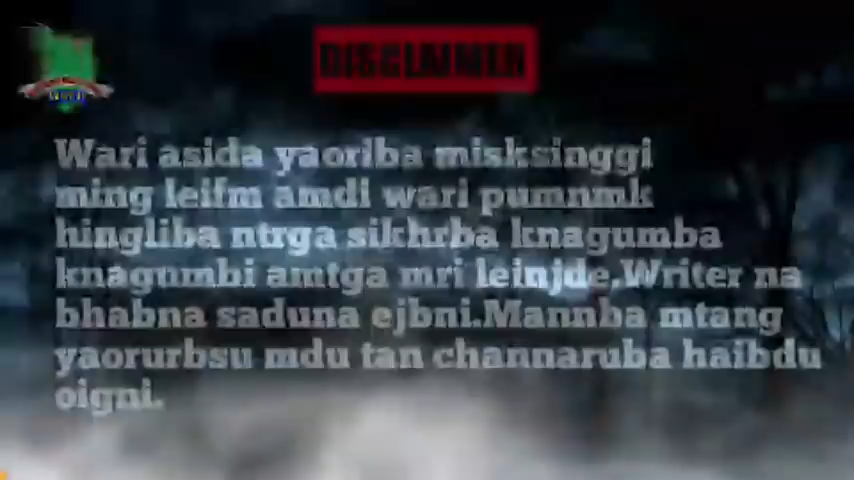 DISCLAIMER
Wari asida yaoriba misksinggi
ming leifm amdi wari pumnmk
hingliba ntrga sikhrba knagumba
knagumbi amtga mri leinjde.Writer na
bhabna saduna ejbni.Mannba mtang
yaorurbsu mdu tan channaruba haibdu
oigni.